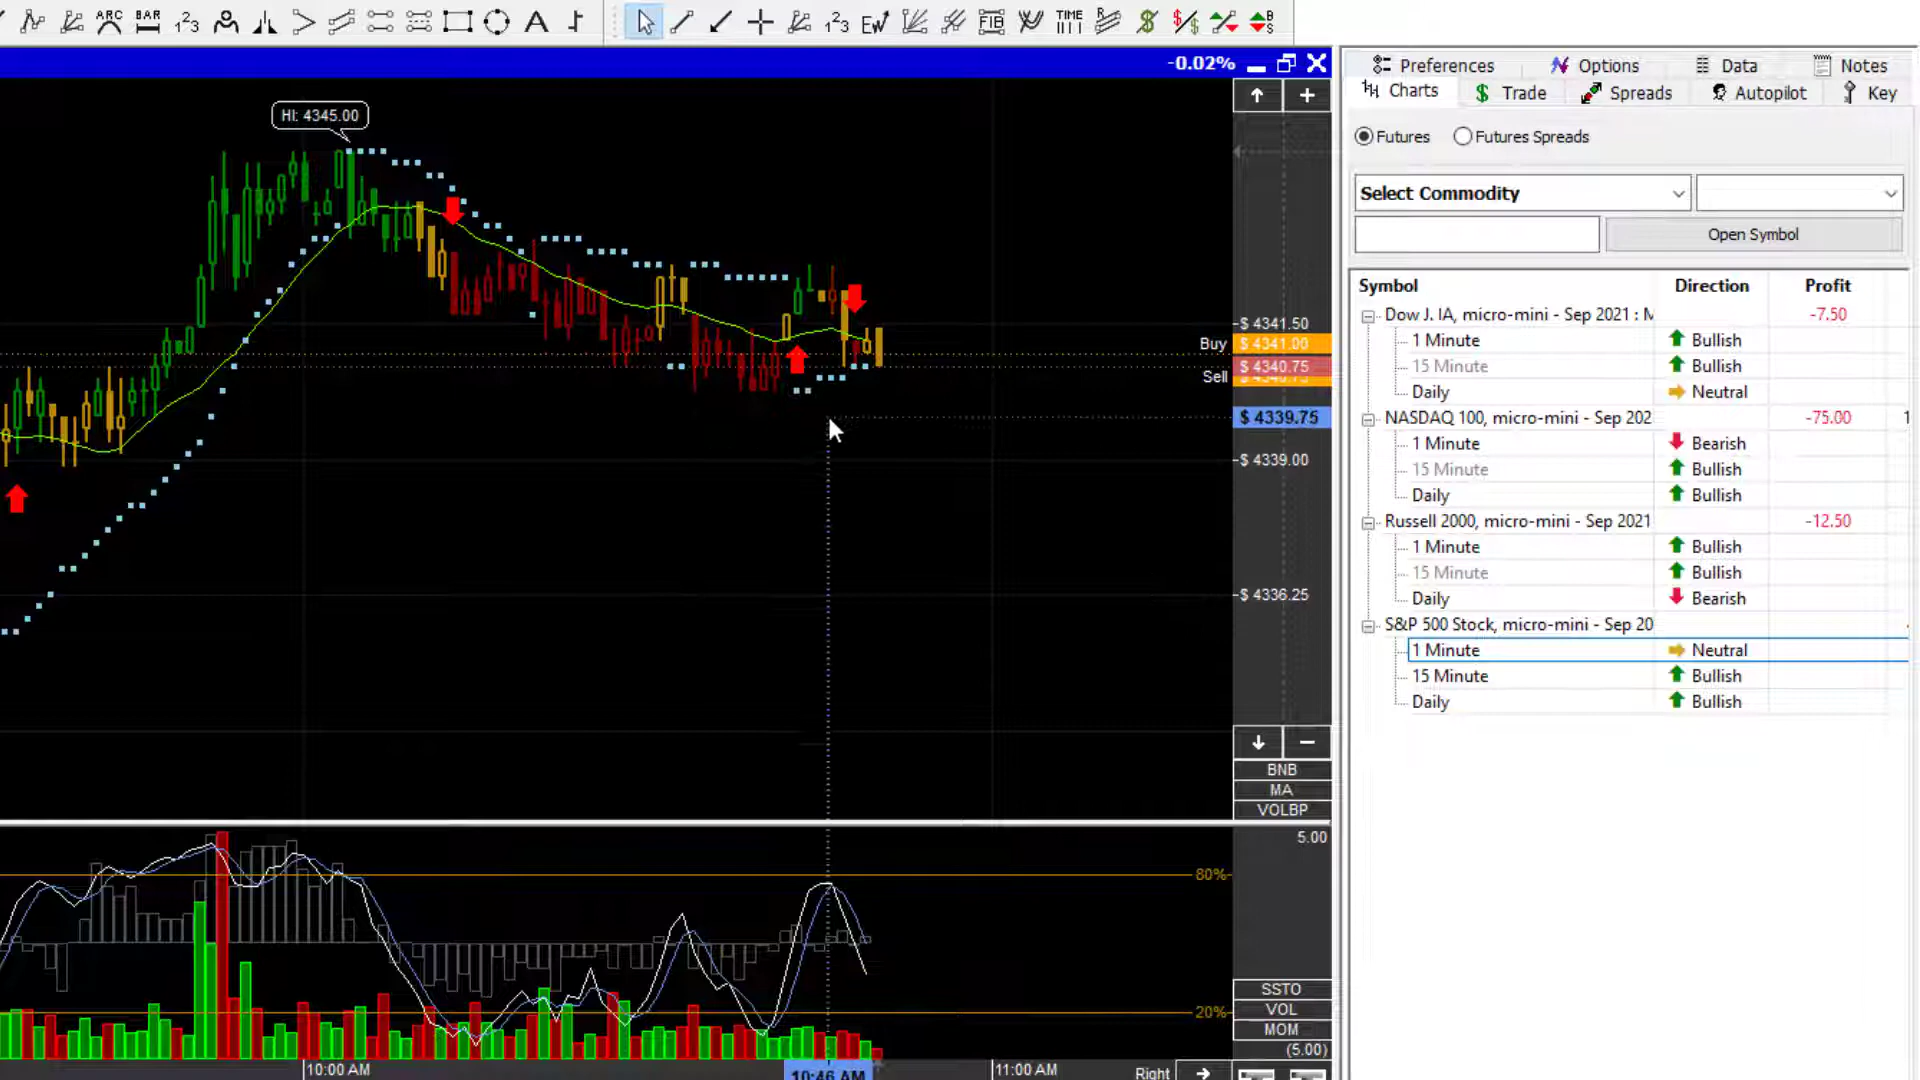 ARC
BAR
123
A
123
EW
FIB
TIME
-0.02%
HI: 4345.00
$ 4341.50
Buy
$ 4341.00
$ 4340.75
Sell
$ 4339.75
$ 4339.00
$ 4336.25
BNB
MA
VOLBP
5.00
80%
SSTO
20%
VOL
MOM
(5.00)
10:00 AM
10:46 AM
11:00 AM
Right
Preferences
Options
Data
Notes
Charts
Trade
Spreads
Autopilot
Key
Futures
Futures Spreads
Select Commodity
Open Symbol
Symbol Direction Profit
Dow J. IA, micro-mini - Sep 2021 : M -7.50
1 Minute Bullish
15 Minute Bullish
Daily Neutral
NASDAQ 100, micro-mini - Sep 202 -75.00 1
1 Minute Bearish
15 Minute Bullish
Daily Bullish
Russell 2000, micro-mini - Sep 2021 -12.50
1 Minute Bullish
15 Minute Bullish
Daily Bearish
S&P 500 Stock, micro-mini - Sep 20
1 Minute Neutral
15 Minute Bullish
Daily Bullish